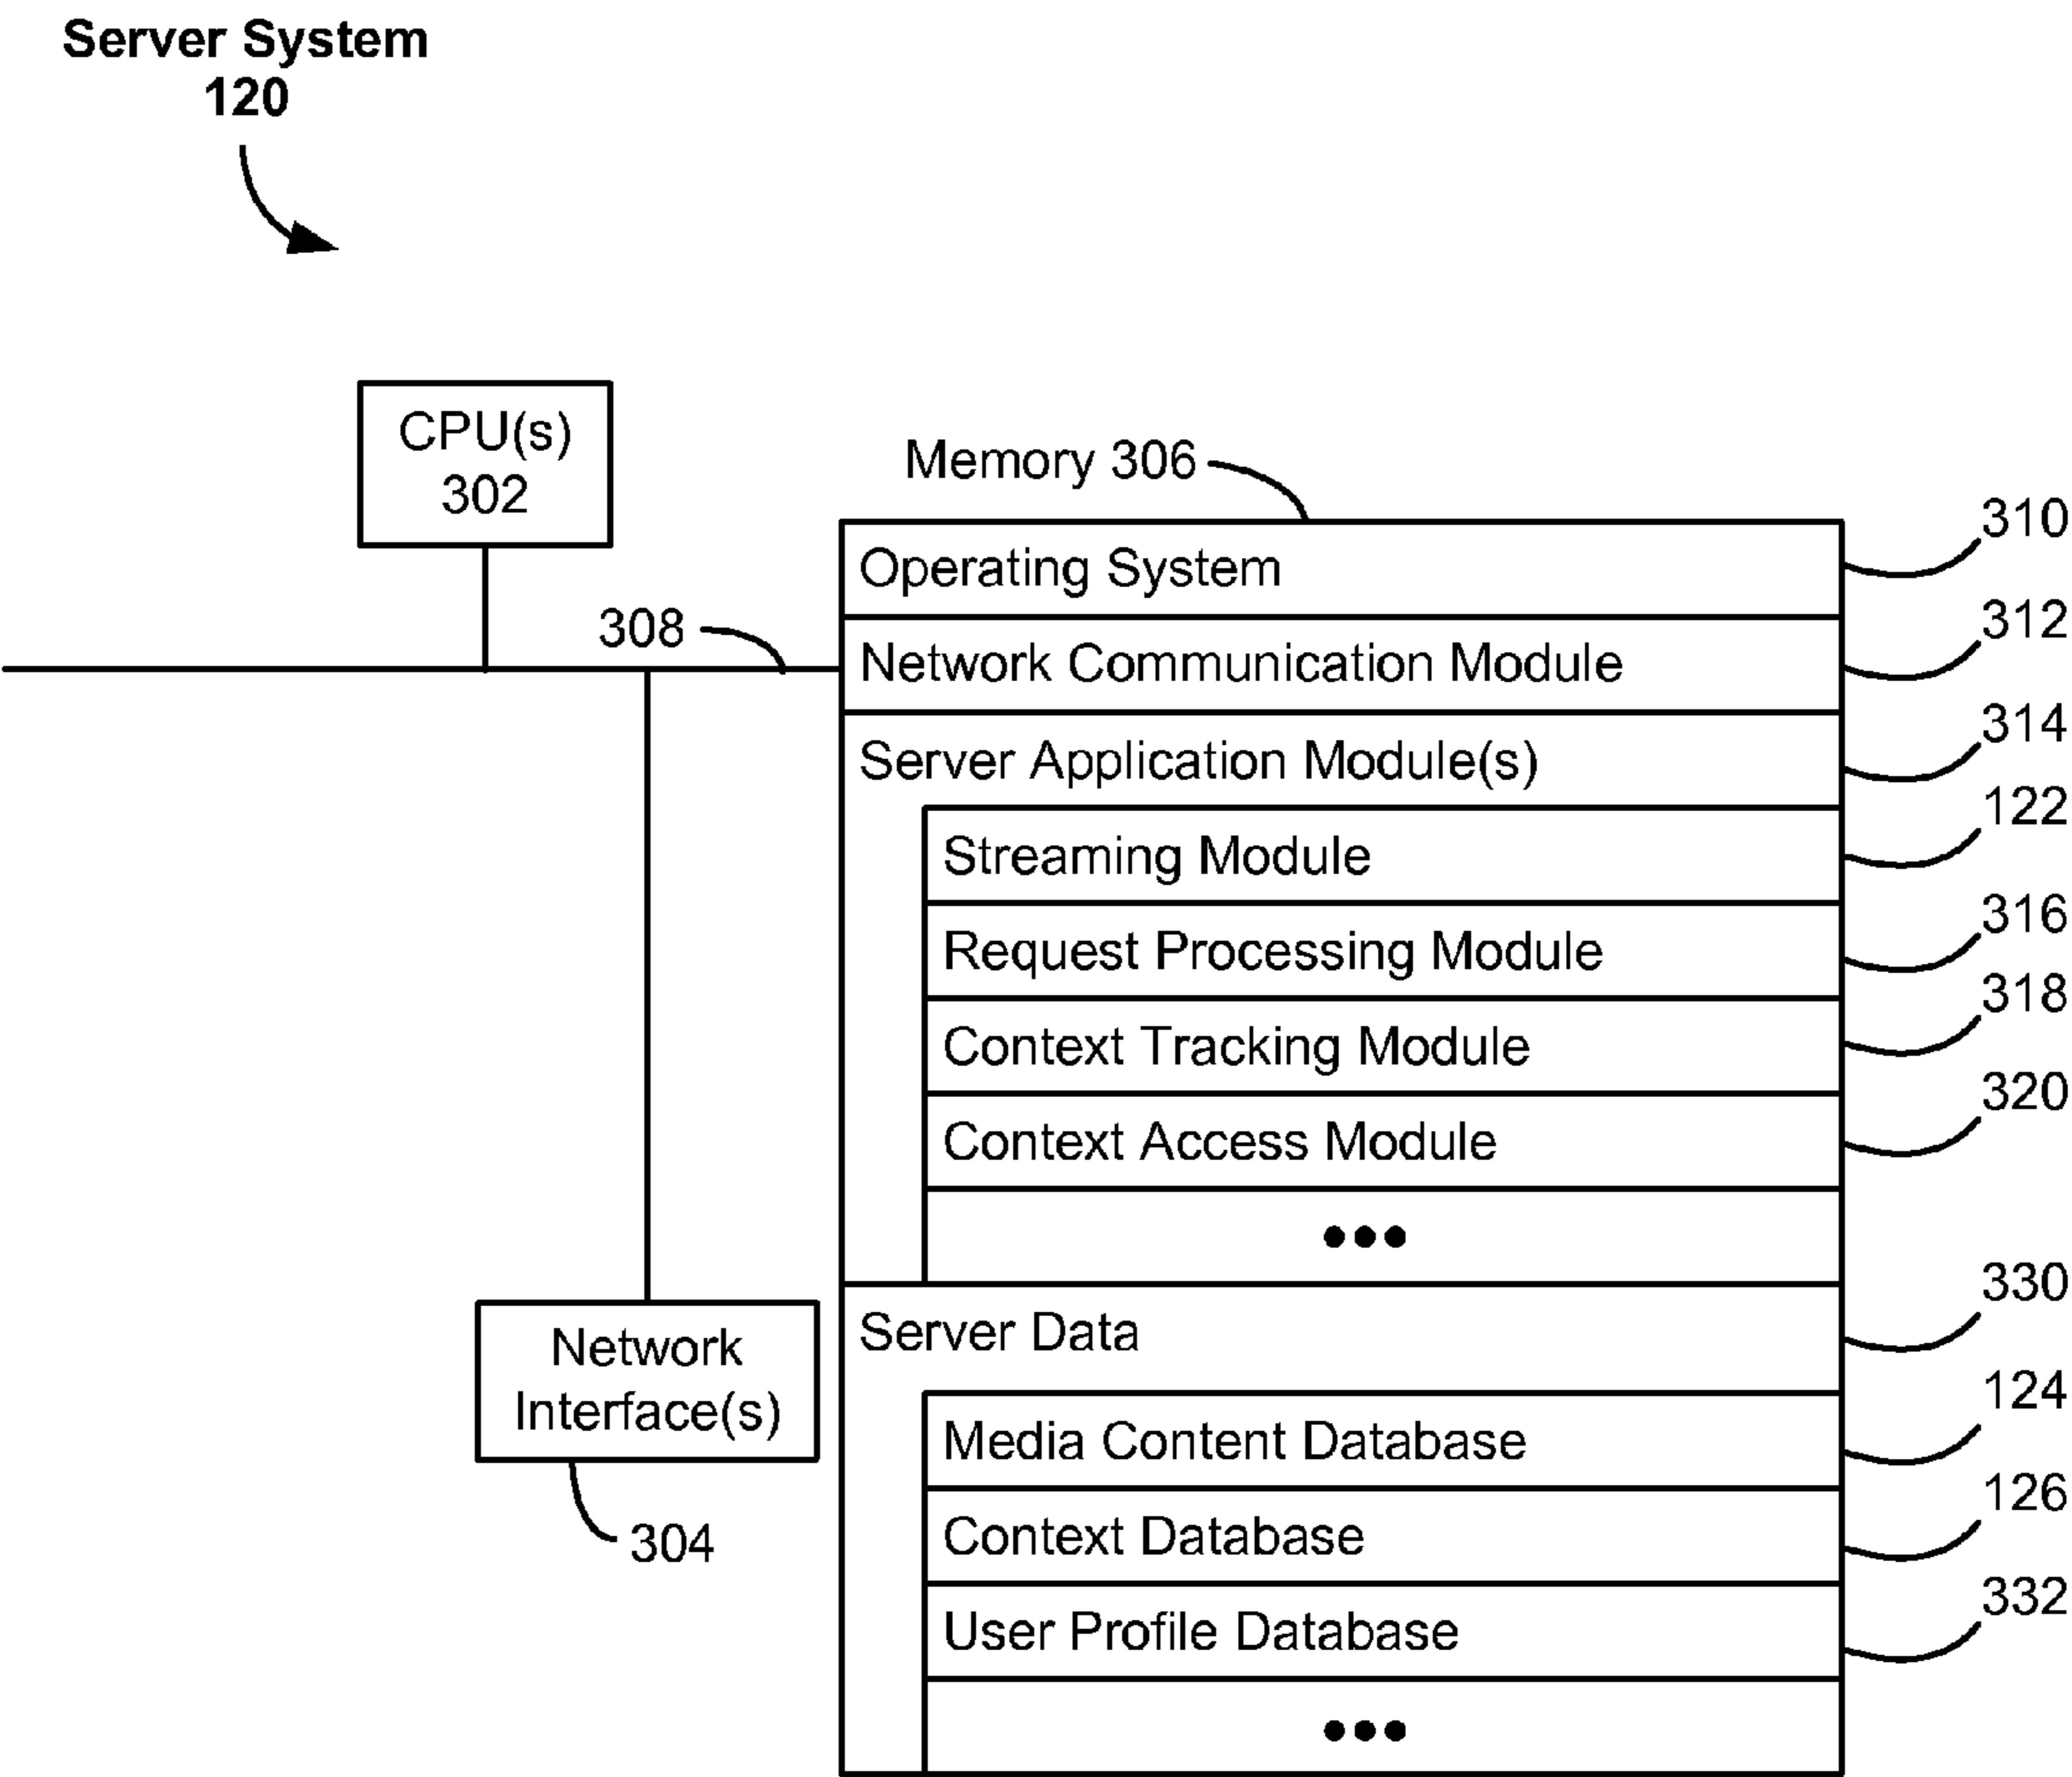 Server System
120
CPU(s)
302
Memory 306
310
Operating System
308
312
Network Communication Module
314
Server Application Module(s)
122
Streaming Module
316
Request Processing Module
318
Context Tracking Module
320
Context Access Module
•••
330
Server Data
Network
Interface(s)
304
124
Media Content Database
126
Context Database
332
User Profile Database
•••